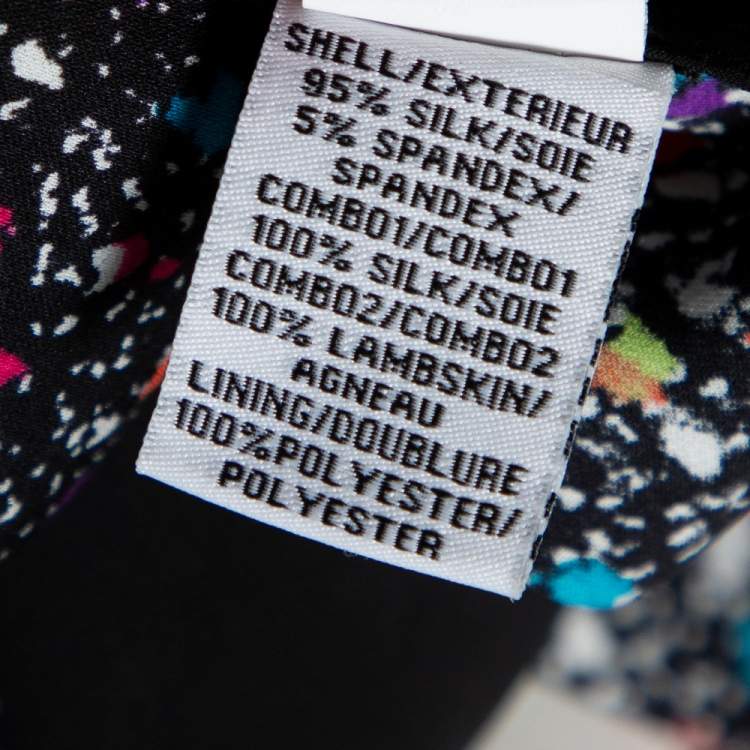 SHELL/EXTERIEUR
95% SILK/SOIE
5% SPANDEX/
SPANDEX
COMBO1/COMBO1
100% SILK/SOIE
COMBO2/COMBO2
100% LAMBSKIN/
AGNEAU
LINING/DOUBLURE
100%POLYESTER/
POLYESTER